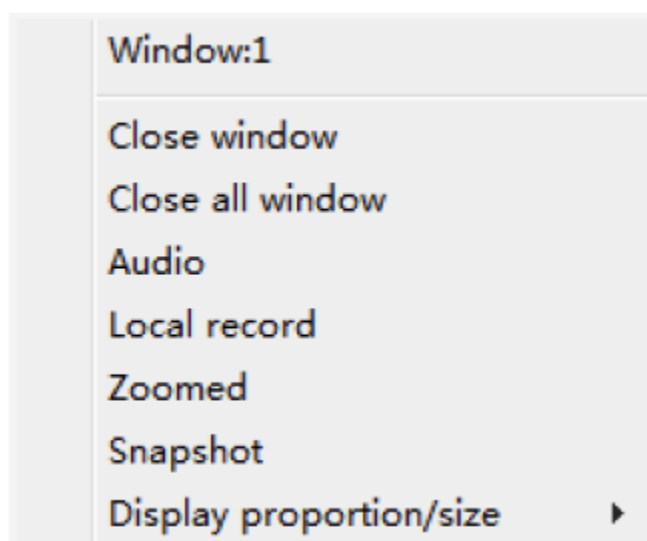 Window:1
Close window
Close all window
Audio
Local record
Zoomed
Snapshot
Display proportion/size